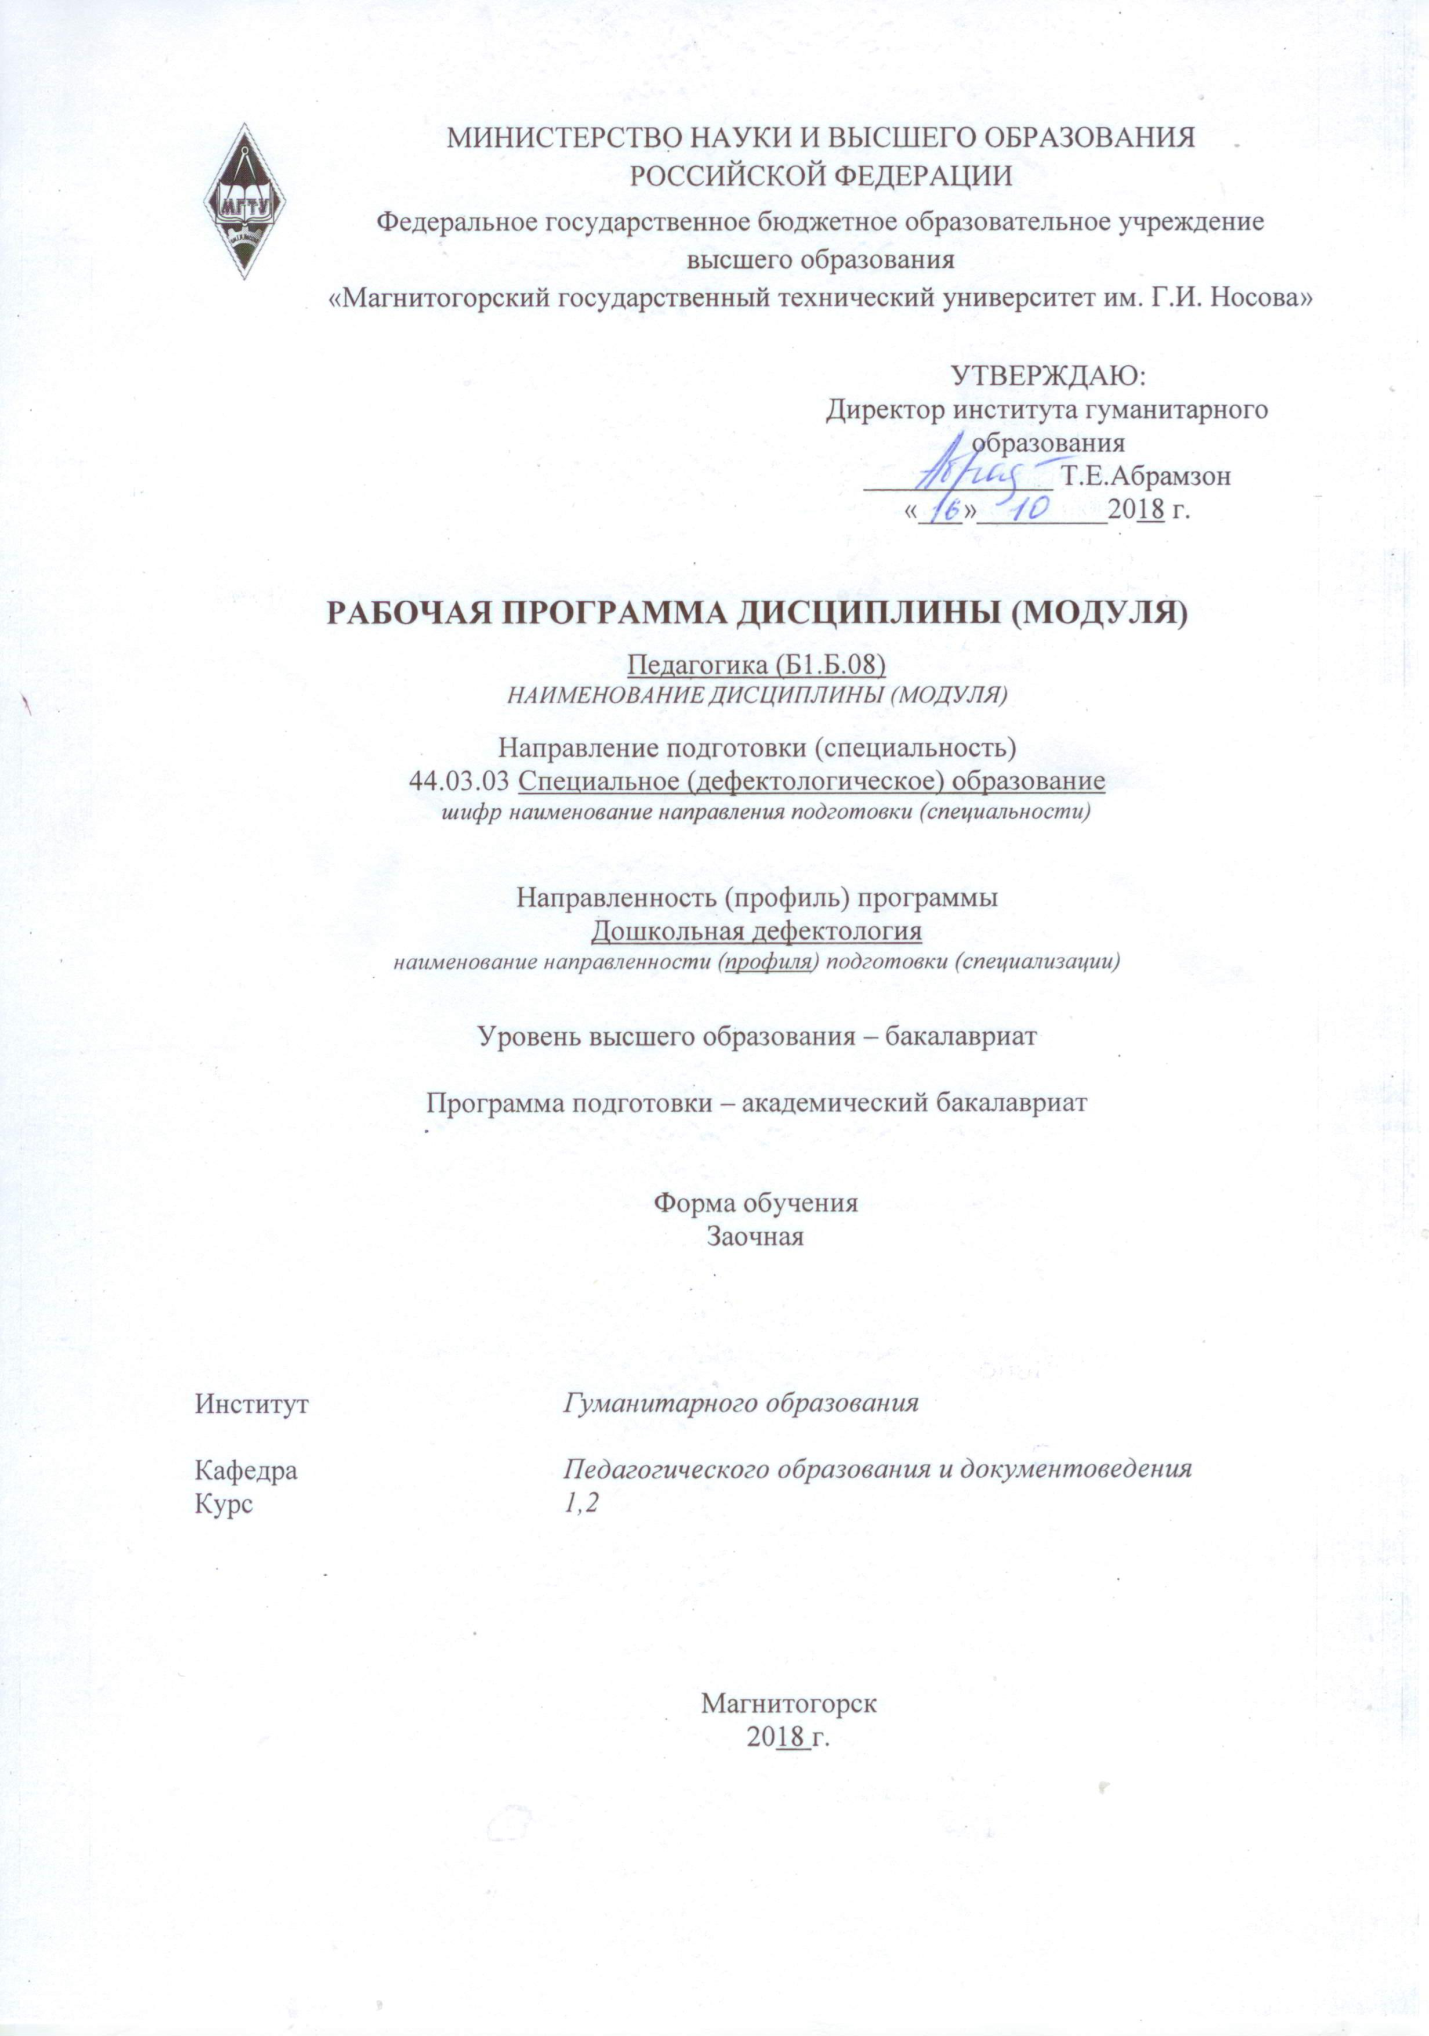 МИНИСТЕРСТВО НАУКИ И ВЫСШЕГО ОБРАЗОВАНИЯ
РОССИЙСКОЙ ФЕДЕРАЦИИ
Федеральное государственное бюджетное образовательное учреждение
высшего образования
«Магнитогорский государственный технический университет им. Г.И. Носова»
МГТУ
УТВЕРЖДАЮ:
Директор института гуманитарного
образования
Т.Е.Абрамзон
«16» 10 2018 г.
РАБОЧАЯ ПРОГРАММА ДИСЦИПЛИНЫ (МОДУЛЯ)
Педагогика (Б1.Б.08)
НАИМЕНОВАНИЕ ДИСЦИПЛИНЫ (МОДУЛЯ)
Направление подготовки (специальность)
44.03.03 Специальное (дефектологическое) образование
шифр наименование направления подготовки (специальности)
Направленность (профиль) программы
Дошкольная дефектология
наименование направленности (профиля) подготовки (специализации)
Уровень высшего образования – бакалавриат
Программа подготовки – академический бакалавриат
Форма обучения
Заочная
Институт Гуманитарного образования
Кафедра Педагогического образования и документоведения
Курс 1,2
Магнитогорск
2018 г.